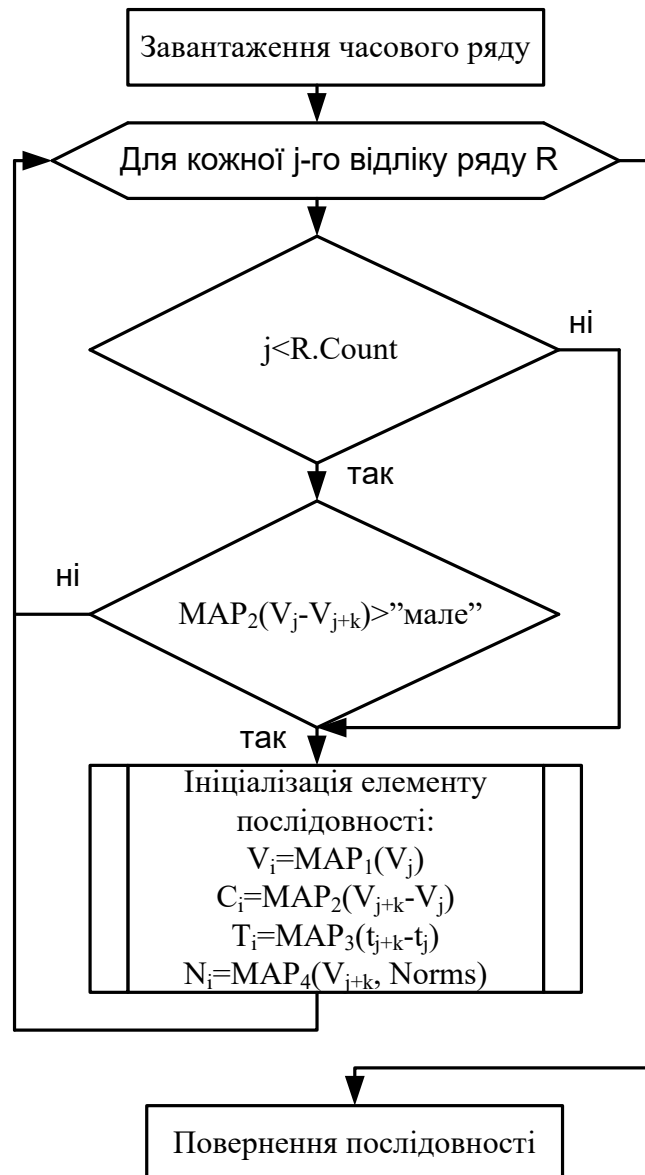 Завантаження часового ряду
Для кожної j-го відліку ряду R
j<R.Count
ні
так
MAP₂(Vⱼ-Vⱼ₊ₖ)>”мале”
ні
так
Ініціалізація елементу
послідовності:
Vᵢ=MAP₁(Vⱼ)
Cᵢ=MAP₂(Vⱼ₊ₖ-Vⱼ)
Tᵢ=MAP₃(tⱼ₊ₖ-tⱼ)
Nᵢ=MAP₄(Vⱼ₊ₖ, Norms)
Повернення послідовності